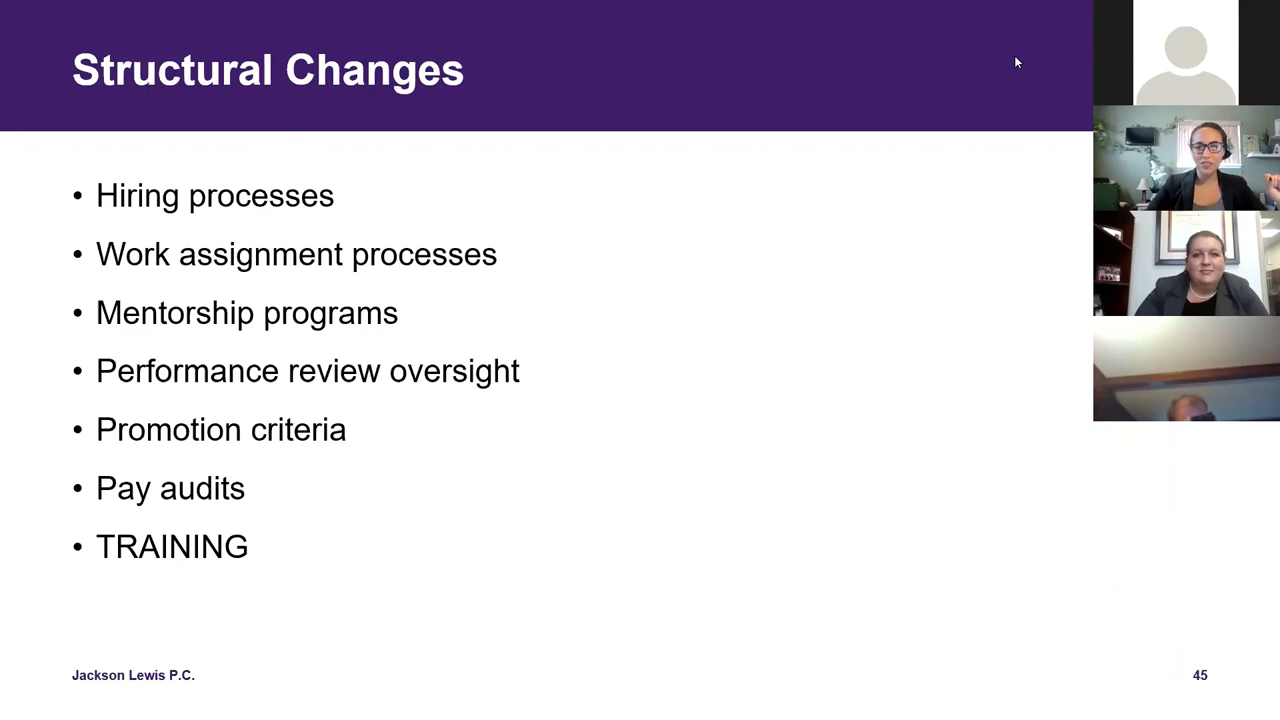 Structural Changes
• Hiring processes
• Work assignment processes
• Mentorship programs
• Performance review oversight
• Promotion criteria
• Pay audits
• TRAINING
Jackson Lewis P.C.
45